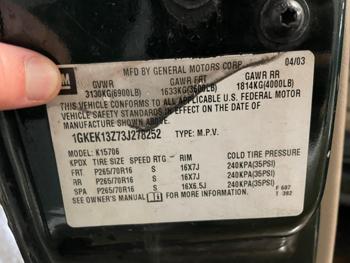 GM MFD BY GENERAL MOTORS CORP 04/03
GVWR GAWR FRT GAWR RR
3130KG(6900LB) 1633KG(3600LB) 1814KG(4000LB)
THIS VEHICLE CONFORMS TO ALL APPLICABLE U.S. FEDERAL MOTOR
VEHICLE SAFETY STANDARDS IN EFFECT ON THE DATE OF
MANUFACTURE SHOWN ABOVE.
1GKEK13Z73J278252 TYPE: M.P.V.
MODEL: K15706
KPDX TIRE SIZE SPEED RTG RIM COLD TIRE PRESSURE
FRT P265/70R16 S 16X7J 240KPA(35PSI)
RR P265/70R16 S 16X7J 240KPA(35PSI)
SPA P265/70R16 S 16X6.5J 240KPA(35PSI)
SEE OWNER'S MANUAL FOR MORE INFORMATION. F 607
T 392